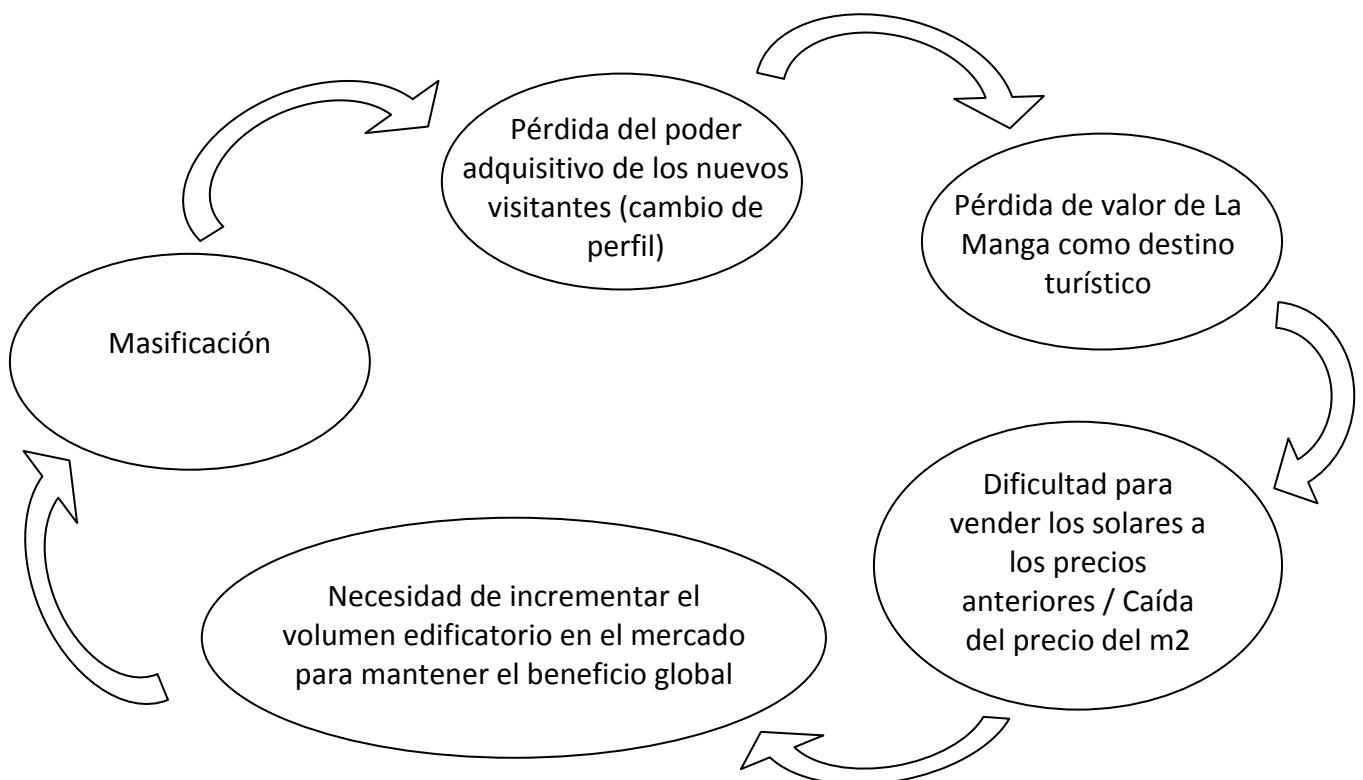 Pérdida del poder
adquisitivo de los nuevos
visitantes (cambio de
perfil)
Pérdida de valor de La
Manga como destino
turístico
Masificación
Dificultad para
vender los solares a
los precios
anteriores / Caída
del precio del m2
Necesidad de incrementar el
volumen edificatorio en el mercado
para mantener el beneficio global